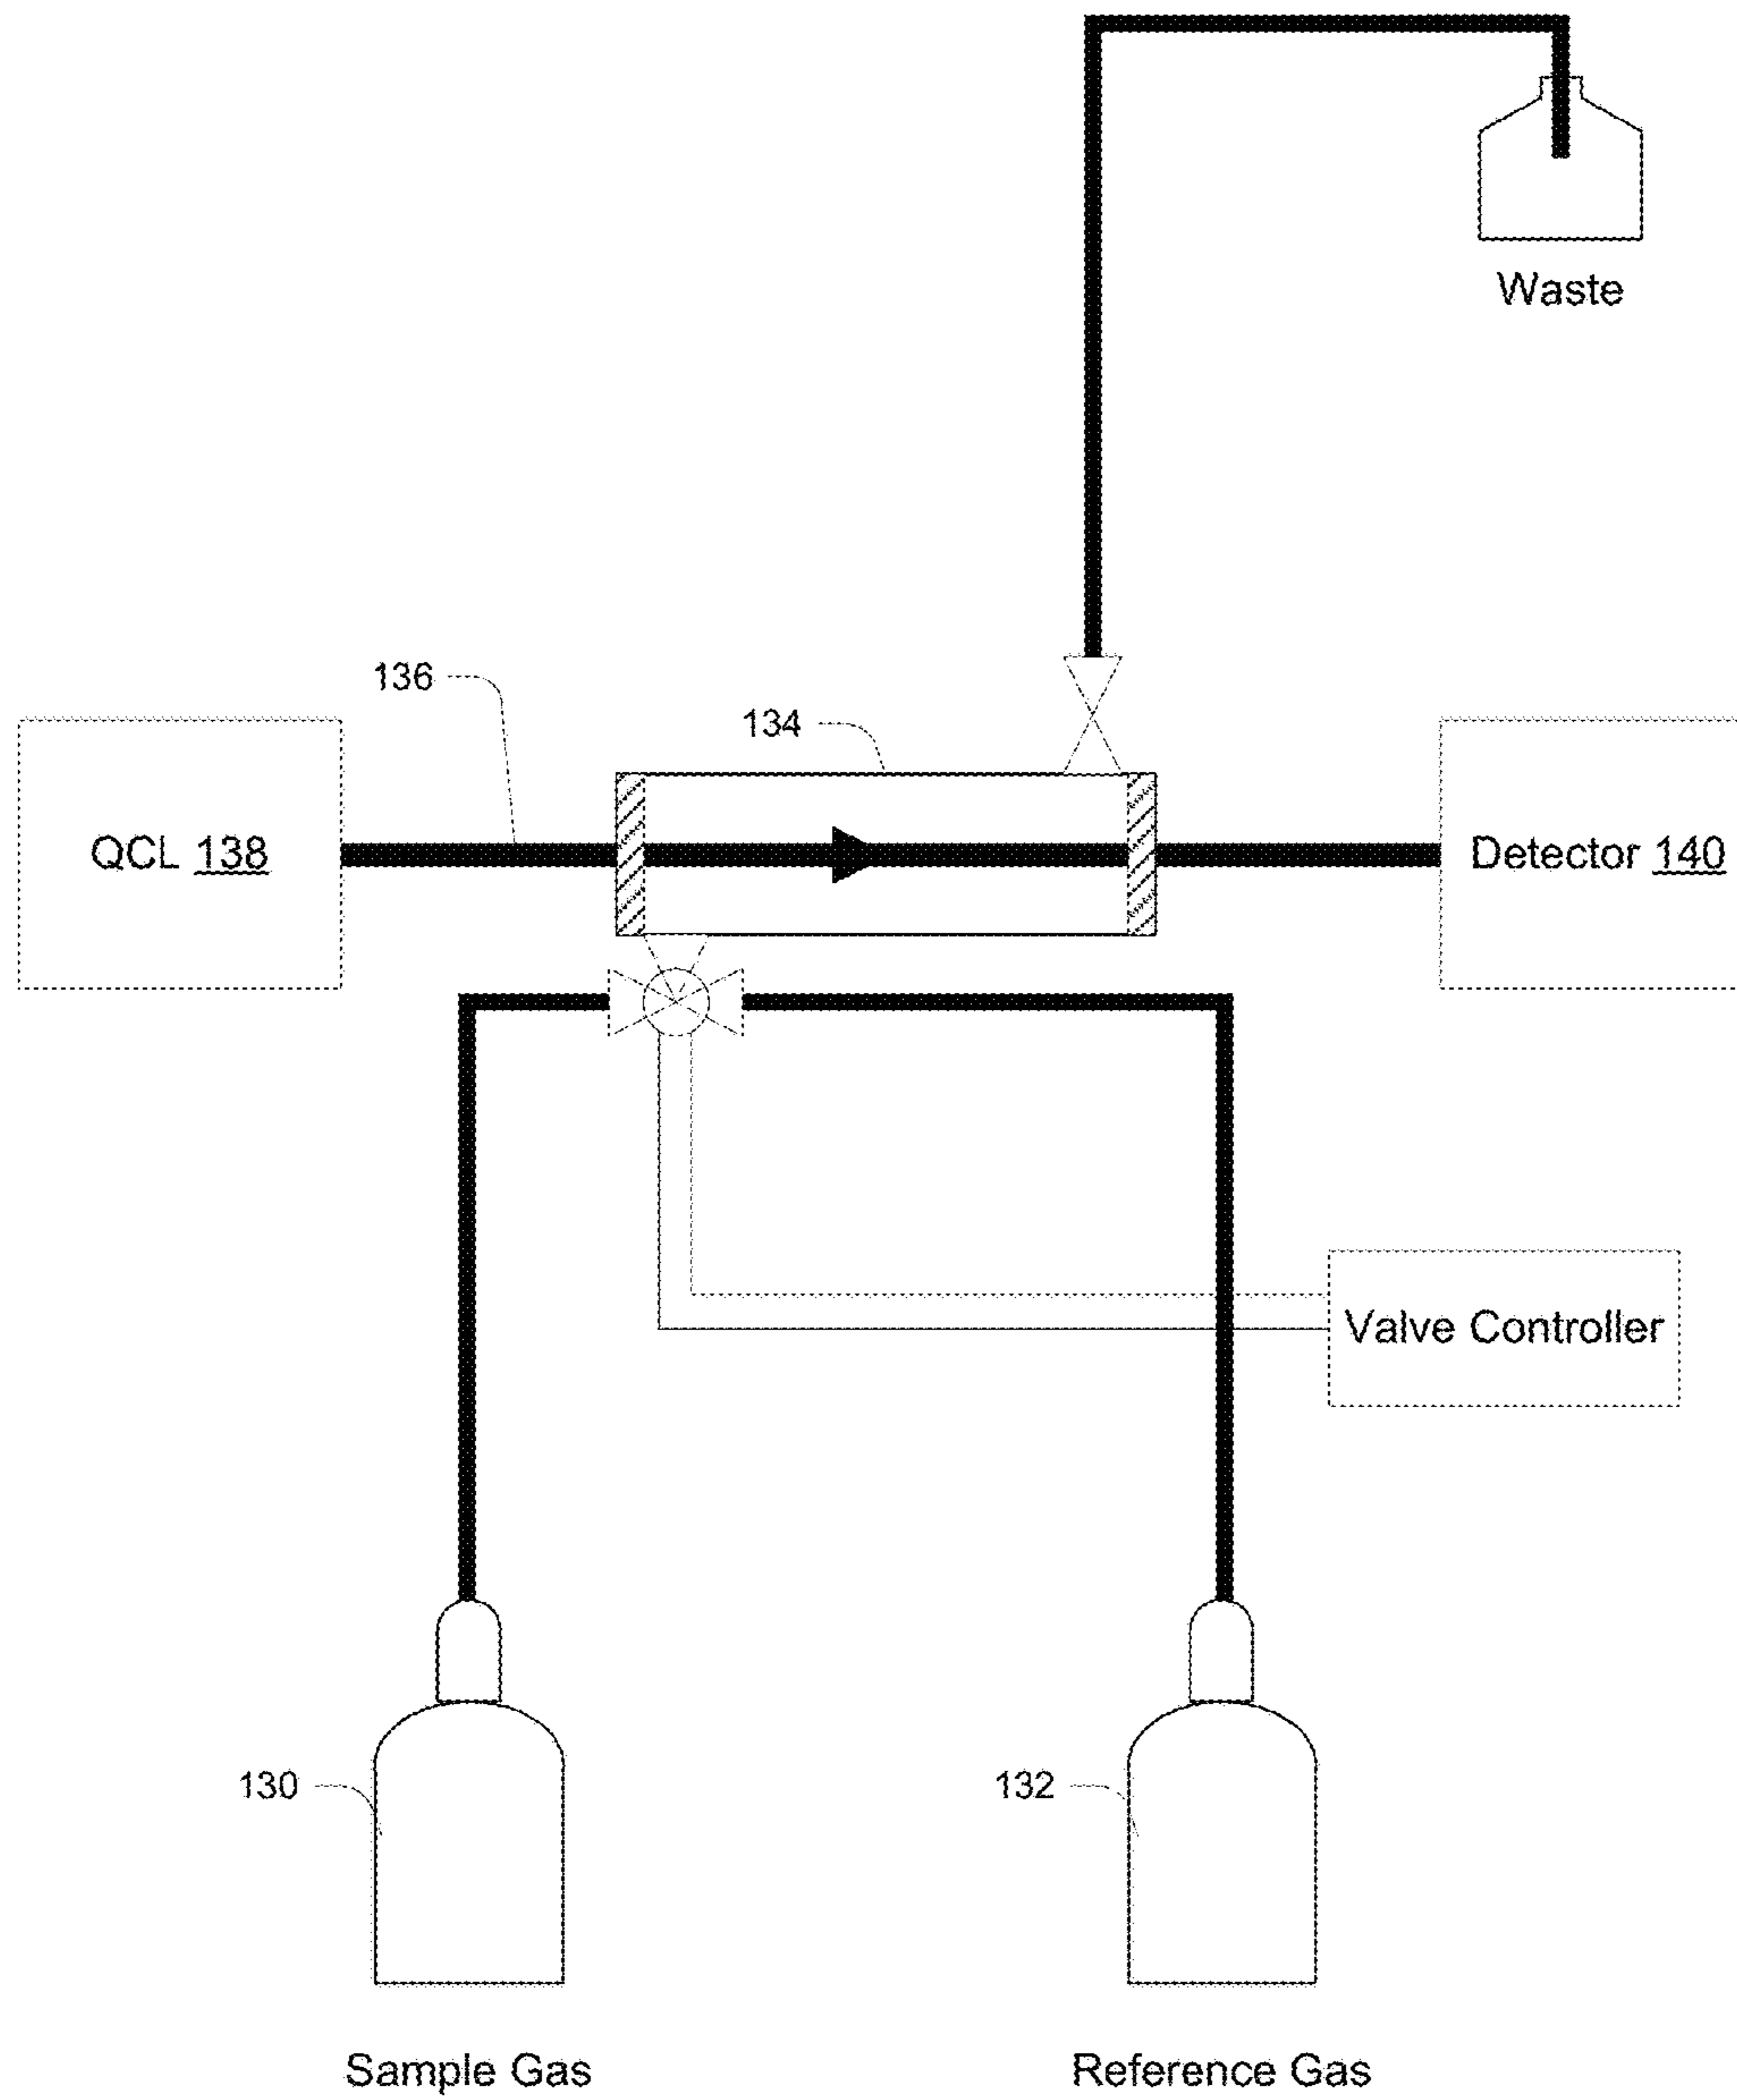 Waste
136
134
QCL 138
Detector 140
Valve Controller
130
132
Sample Gas
Reference Gas